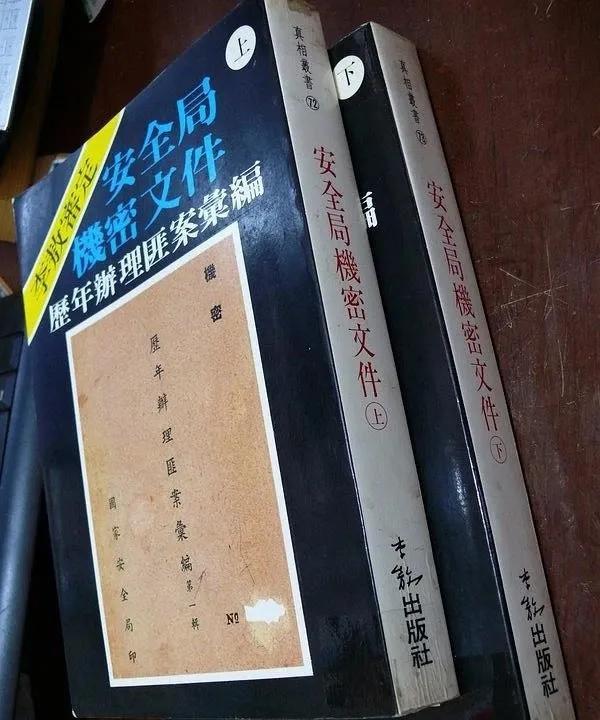 上
李敖審定
安全局
機密文件
歷年辦理匪案彙編
機密
歷年辦理匪案彙編 第一輯
國家安全局印
No
真相叢書 72
安全局機密文件 上
李敖出版社
下
編
真相叢書 73
安全局機密文件 下
李敖出版社